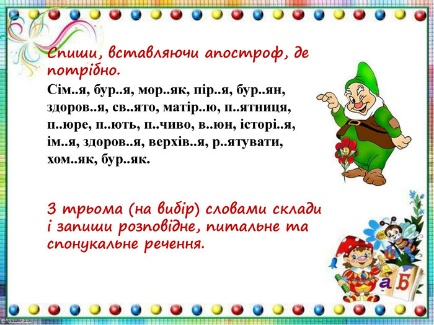 Спиши, вставляючи апостроф, де
потрібно.
Сім..я, бур..я, мор..як, пір..я, бур..ян,
здоров..я, св..ято, матір..ю, п..ятниця,
п..юре, п..ють, п..чиво, в..юн, історі..я,
ім..я, здоров..я, верхів..я, р..ятувати,
хом..як, бур..як.
З трьома (на вибір) словами склади
і запиши розповідне, питальне та
спонукальне речення.
а Б